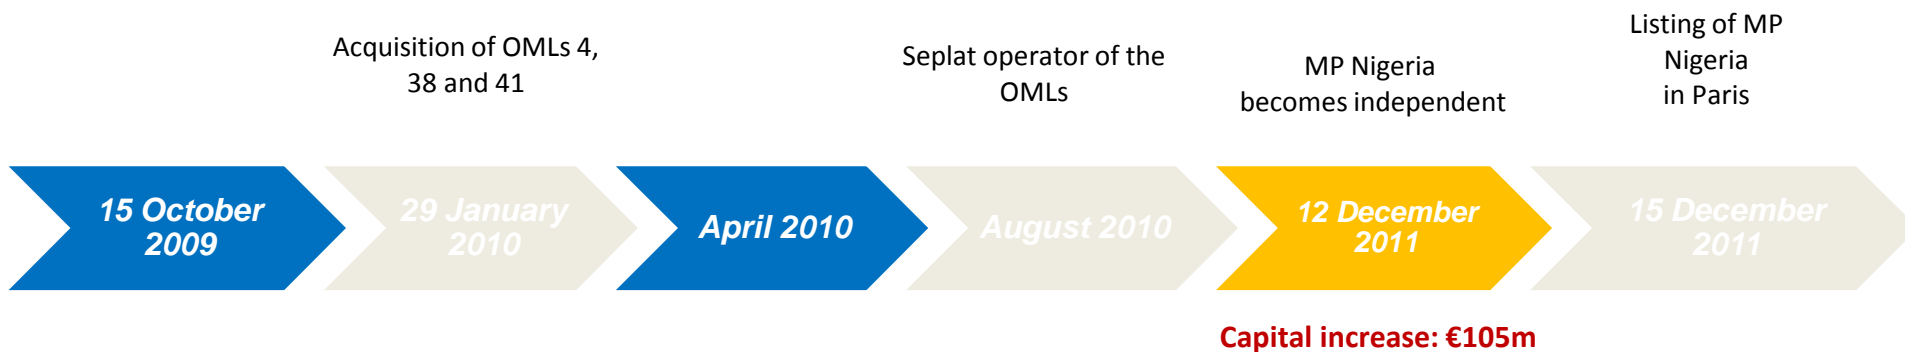 Acquisition of OMLs 4,
38 and 41
Seplat operator of the
OMLs
MP Nigeria
becomes independent
Listing of MP
Nigeria
in Paris
15 October
2009
29 January
2010
April 2010
August 2010
12 December
2011
15 December
2011
Capital increase: €105m